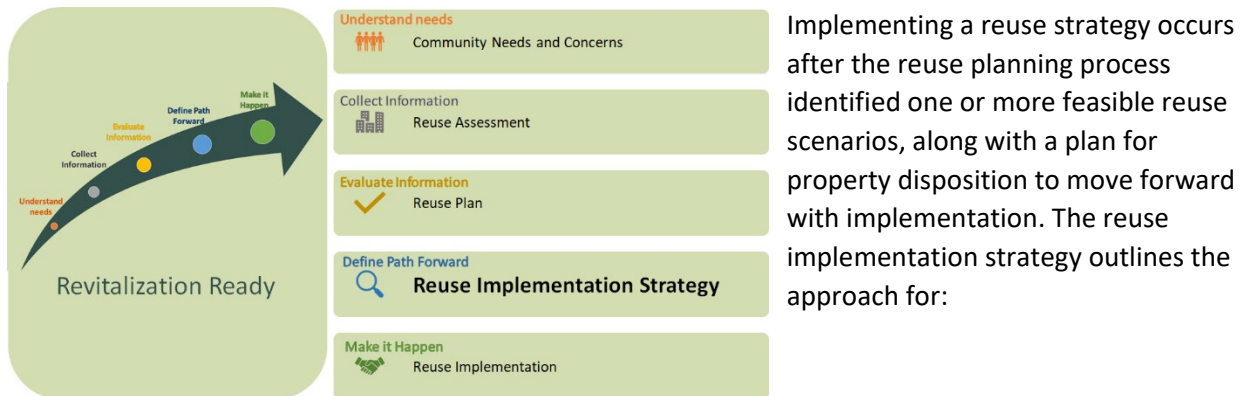 Understand
needs
Collect
Information
Evaluate
Information
Define Path
Forward
Make it
Happen
Revitalization Ready
Understand needs
Community Needs and Concerns
Collect Information
Reuse Assessment
Evaluate Information
Reuse Plan
Define Path Forward
Reuse Implementation Strategy
Make it Happen
Reuse Implementation
Implementing a reuse strategy occurs
after the reuse planning process
identified one or more feasible reuse
scenarios, along with a plan for
property disposition to move forward
with implementation. The reuse
implementation strategy outlines the
approach for: